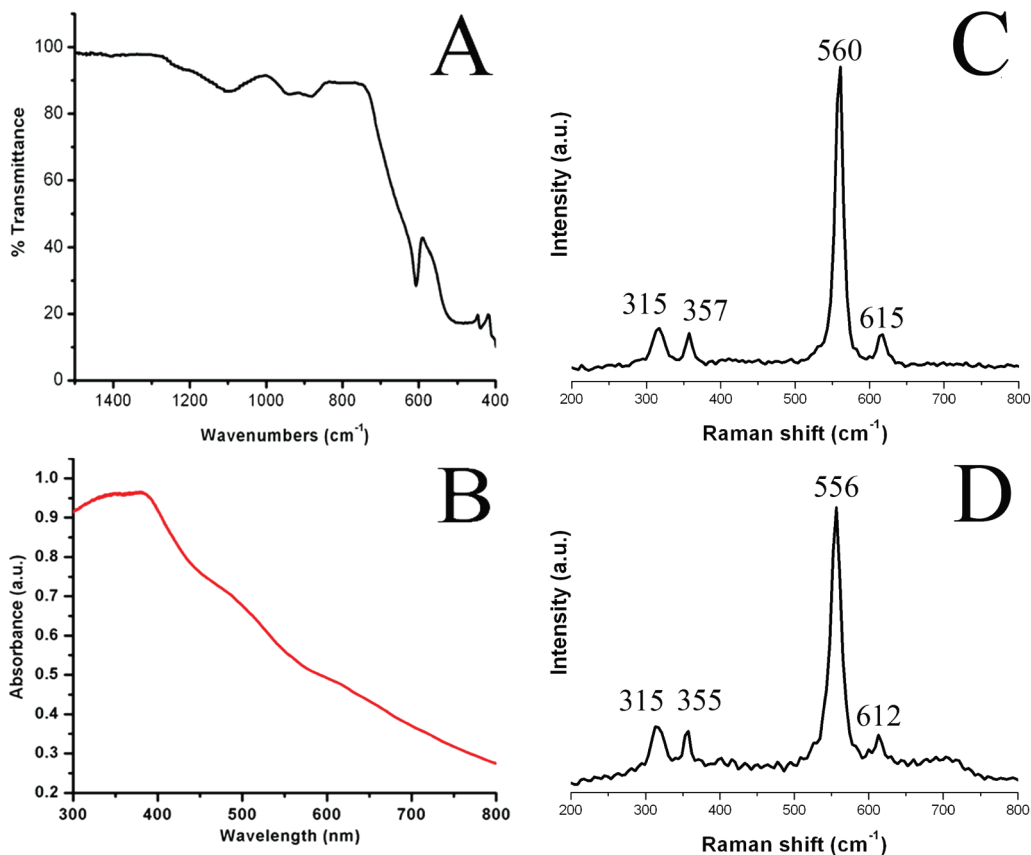 A
% Transmittance
100
80
60
40
20
0
1400 1200 1000 800 600 400
Wavenumbers (cm-1)
C
Intensity (a.u.)
560
315 357
615
200 300 400 500 600 700 800
Raman shift (cm-1)
B
Absorbance (a.u.)
1.0
0.9
0.8
0.7
0.6
0.5
0.4
0.3
0.2
300 400 500 600 700 800
Wavelength (nm)
D
Intensity (a.u.)
556
315 355
612
200 300 400 500 600 700 800
Raman shift (cm-1)